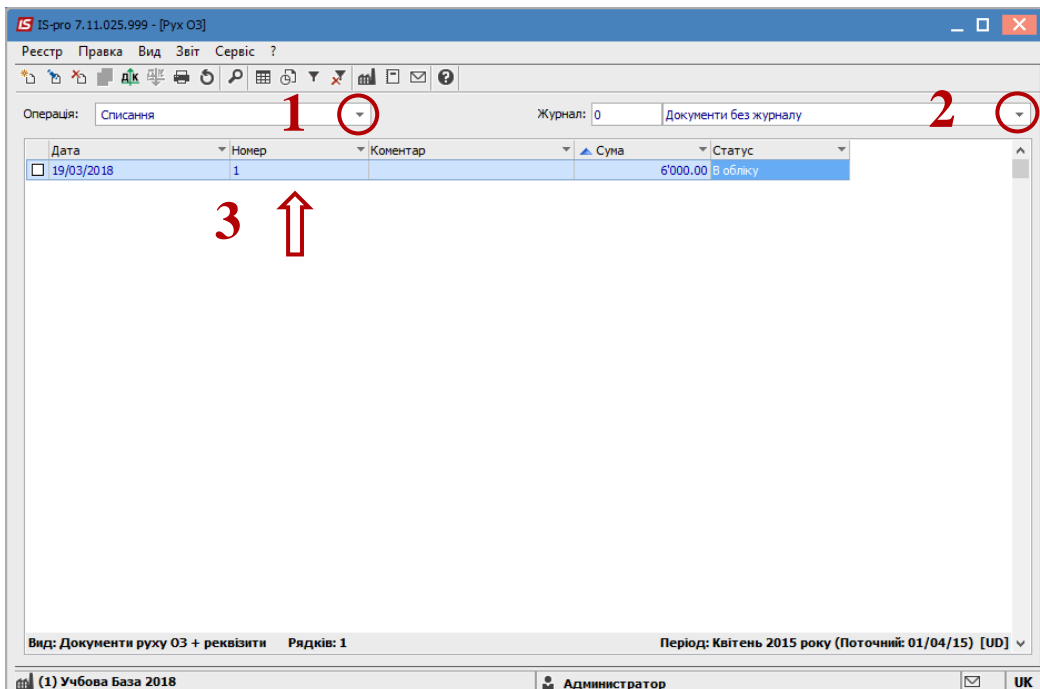 IS-pro 7.11.025.999 - [Рух ОЗ]
Реєстр Правка Вид Звіт Сервіс ?
Операція: Списання 1 Журнал: 0 Документи без журналу 2
Дата Номер Коментар Сума Статус
19/03/2018 1 6'000.00 В обліку
3
Вид: Документи руху ОЗ + реквізити Рядків: 1 Період: Квітень 2015 року (Поточний: 01/04/15) [UD]
(1) Учбова База 2018 Администратор UK